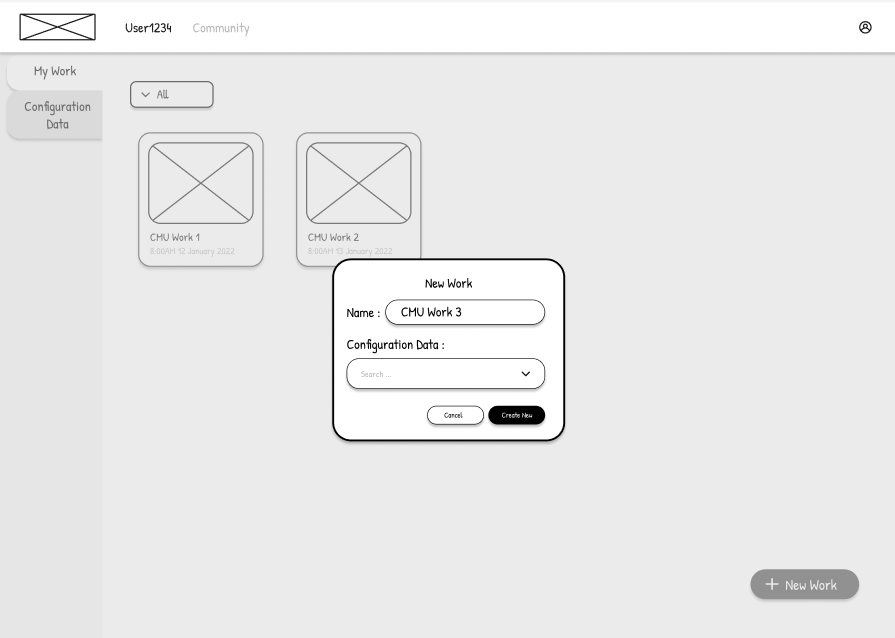 User1234 Community
My Work
Configuration
Data
All
CMU Work 1
8:00AM 12 January 2022
CMU Work 2
8:00AM 13 January 2022
New Work
Name : CMU Work 3
Configuration Data :
Search ...
Cancel Create New
+ New Work